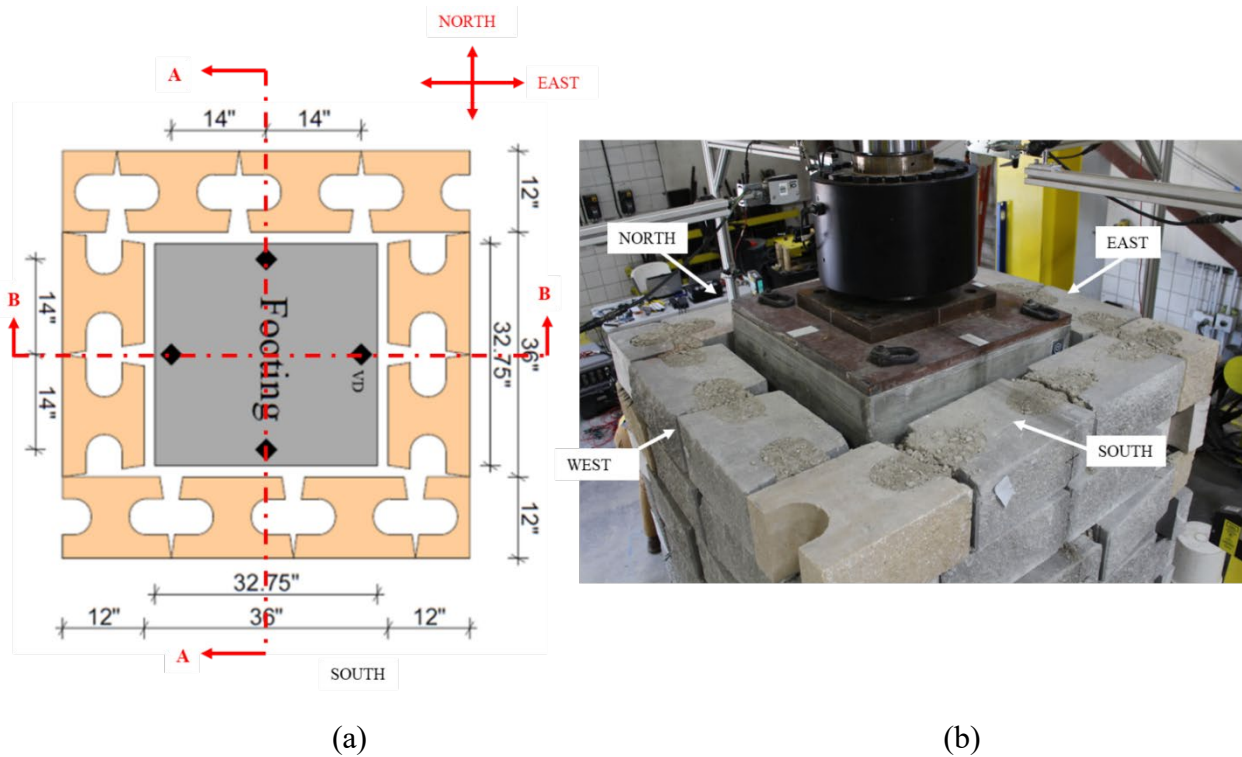 NORTH
A
EAST
14" 14"
12"
14"
14"
B
B
Footing
VD
32.75"
36"
12"
32.75"
12" 36" 12"
A
SOUTH
(a)
NORTH
EAST
WEST
SOUTH
(b)